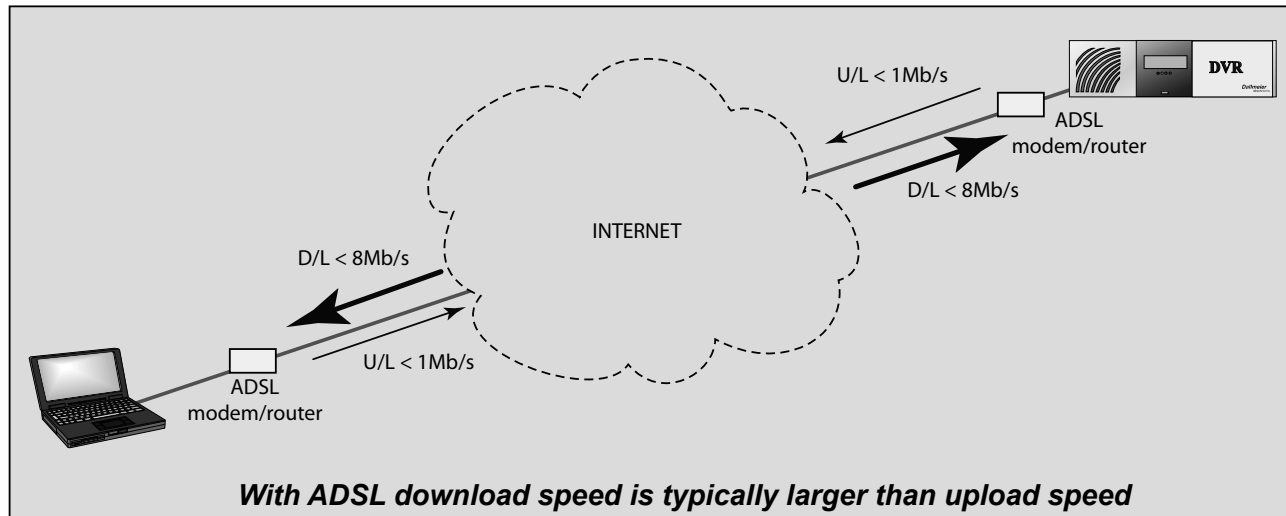 U/L < 1Mb/s
DVR
Dallmeier
ADSL
modem/router
D/L < 8Mb/s
INTERNET
D/L < 8Mb/s
U/L < 1Mb/s
ADSL
modem/router
With ADSL download speed is typically larger than upload speed